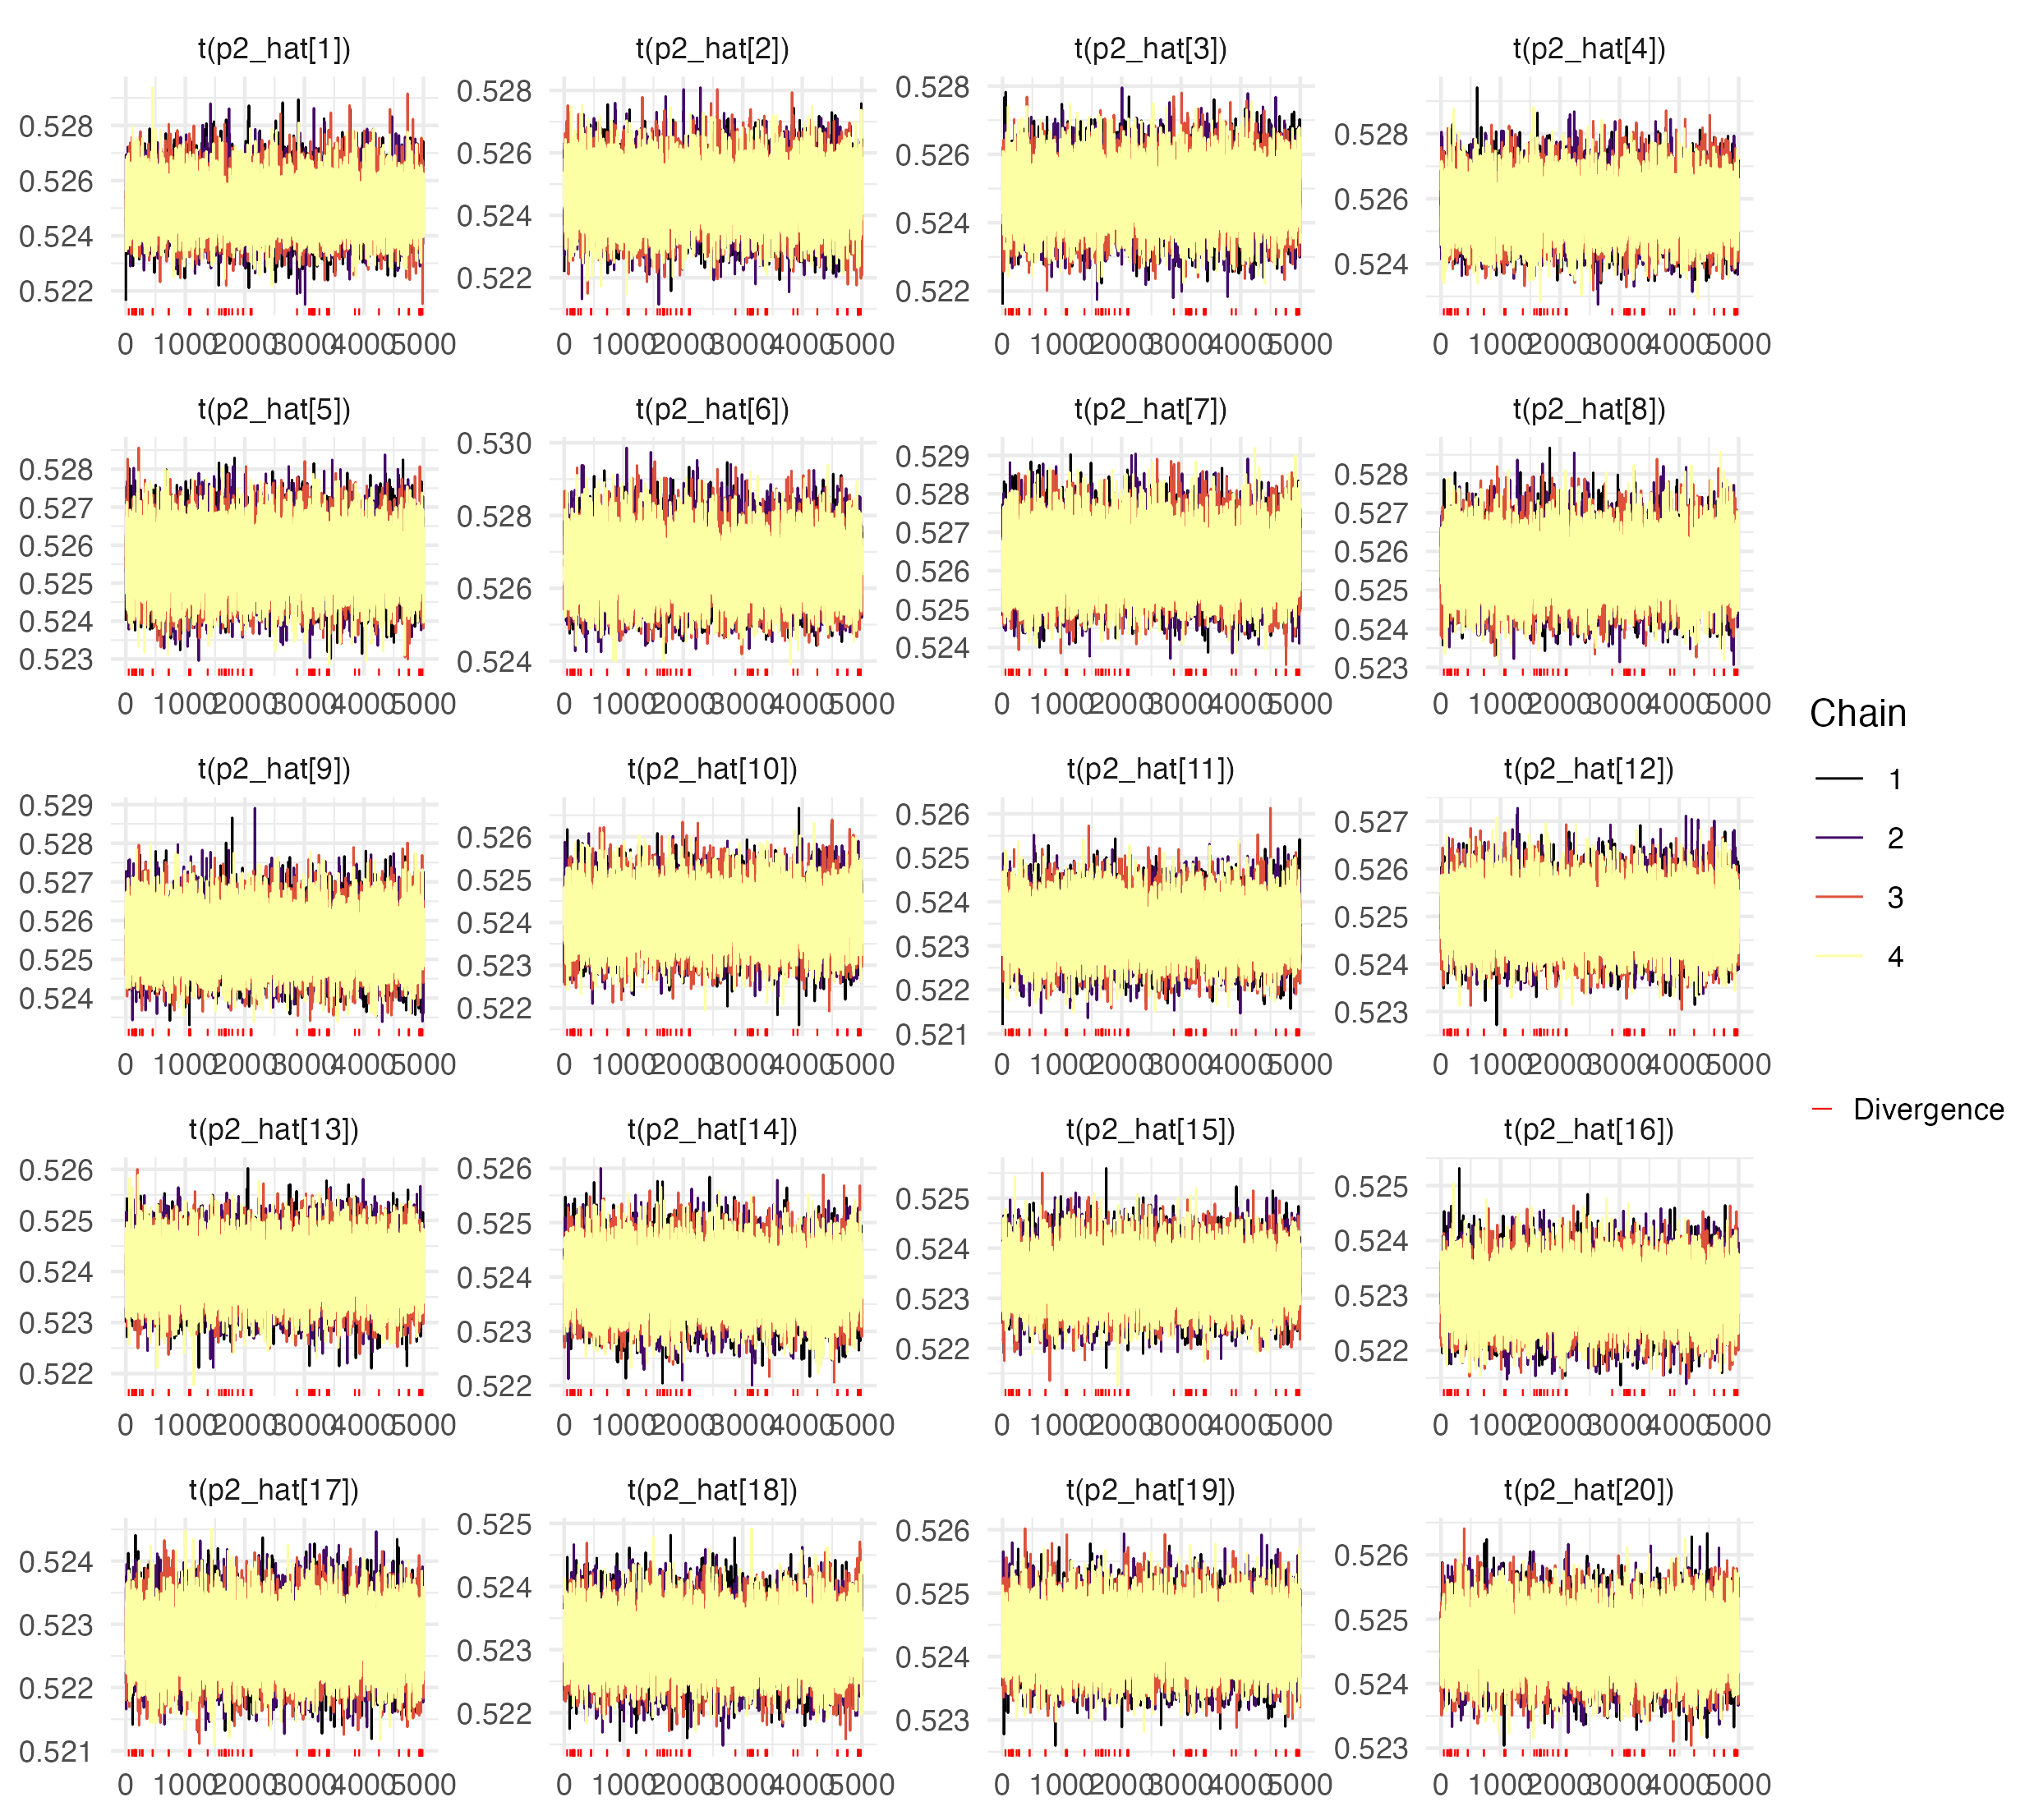 t(p2_hat[1]) t(p2_hat[2]) t(p2_hat[3]) t(p2_hat[4])
0.528 0.526 0.524 0.522
0.528 0.526 0.524 0.522
0.528 0.526 0.524 0.522
0.528 0.526 0.524
0 1000 2000 3000 4000 5000 0 1000 2000 3000 4000 5000 0 1000 2000 3000 4000 5000 0 1000 2000 3000 4000 5000
t(p2_hat[5]) t(p2_hat[6]) t(p2_hat[7]) t(p2_hat[8])
0.528 0.527 0.526 0.525 0.524 0.523
0.530 0.528 0.526 0.524
0.529 0.528 0.527 0.526 0.525 0.524
0.528 0.527 0.526 0.525 0.524 0.523
0 1000 2000 3000 4000 5000 0 1000 2000 3000 4000 5000 0 1000 2000 3000 4000 5000 0 1000 2000 3000 4000 5000
t(p2_hat[9]) t(p2_hat[10]) t(p2_hat[11]) t(p2_hat[12])
0.529 0.528 0.527 0.526 0.525 0.524
0.526 0.525 0.524 0.523 0.522
0.526 0.525 0.524 0.523 0.522 0.521
0.527 0.526 0.525 0.524 0.523
0 1000 2000 3000 4000 5000 0 1000 2000 3000 4000 5000 0 1000 2000 3000 4000 5000 0 1000 2000 3000 4000 5000
t(p2_hat[13]) t(p2_hat[14]) t(p2_hat[15]) t(p2_hat[16])
0.526 0.525 0.524 0.523 0.522
0.526 0.525 0.524 0.523 0.522
0.525 0.524 0.523 0.522
0.525 0.524 0.523 0.522
0 1000 2000 3000 4000 5000 0 1000 2000 3000 4000 5000 0 1000 2000 3000 4000 5000 0 1000 2000 3000 4000 5000
t(p2_hat[17]) t(p2_hat[18]) t(p2_hat[19]) t(p2_hat[20])
0.524 0.523 0.522 0.521
0.525 0.524 0.523 0.522
0.526 0.525 0.524 0.523
0.526 0.525 0.524 0.523
0 1000 2000 3000 4000 5000 0 1000 2000 3000 4000 5000 0 1000 2000 3000 4000 5000 0 1000 2000 3000 4000 5000
Chain
1
2
3
4
Divergence